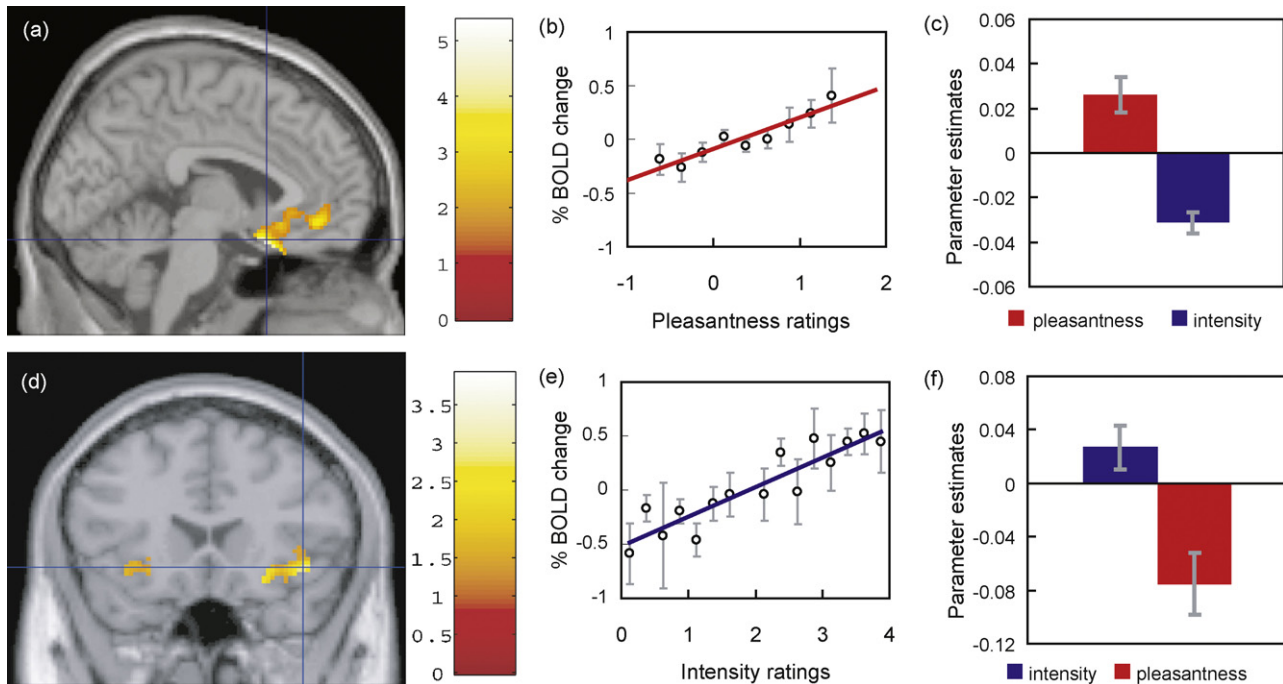 (a)
5
4
3
2
1
0
(b)
% BOLD change
1
0.5
0
-0.5
-1
-1 0 1 2
Pleasantness ratings
(c)
Parameter estimates
0.06
0.04
0.02
0
-0.02
-0.04
-0.06
pleasantness intensity
(d)
3.5
3
2.5
2
1.5
1
0.5
0
(e)
% BOLD change
1
0.5
0
-0.5
-1
0 1 2 3 4
Intensity ratings
(f)
Parameter estimates
0.08
0.04
0
-0.04
-0.08
-0.12
intensity pleasantness